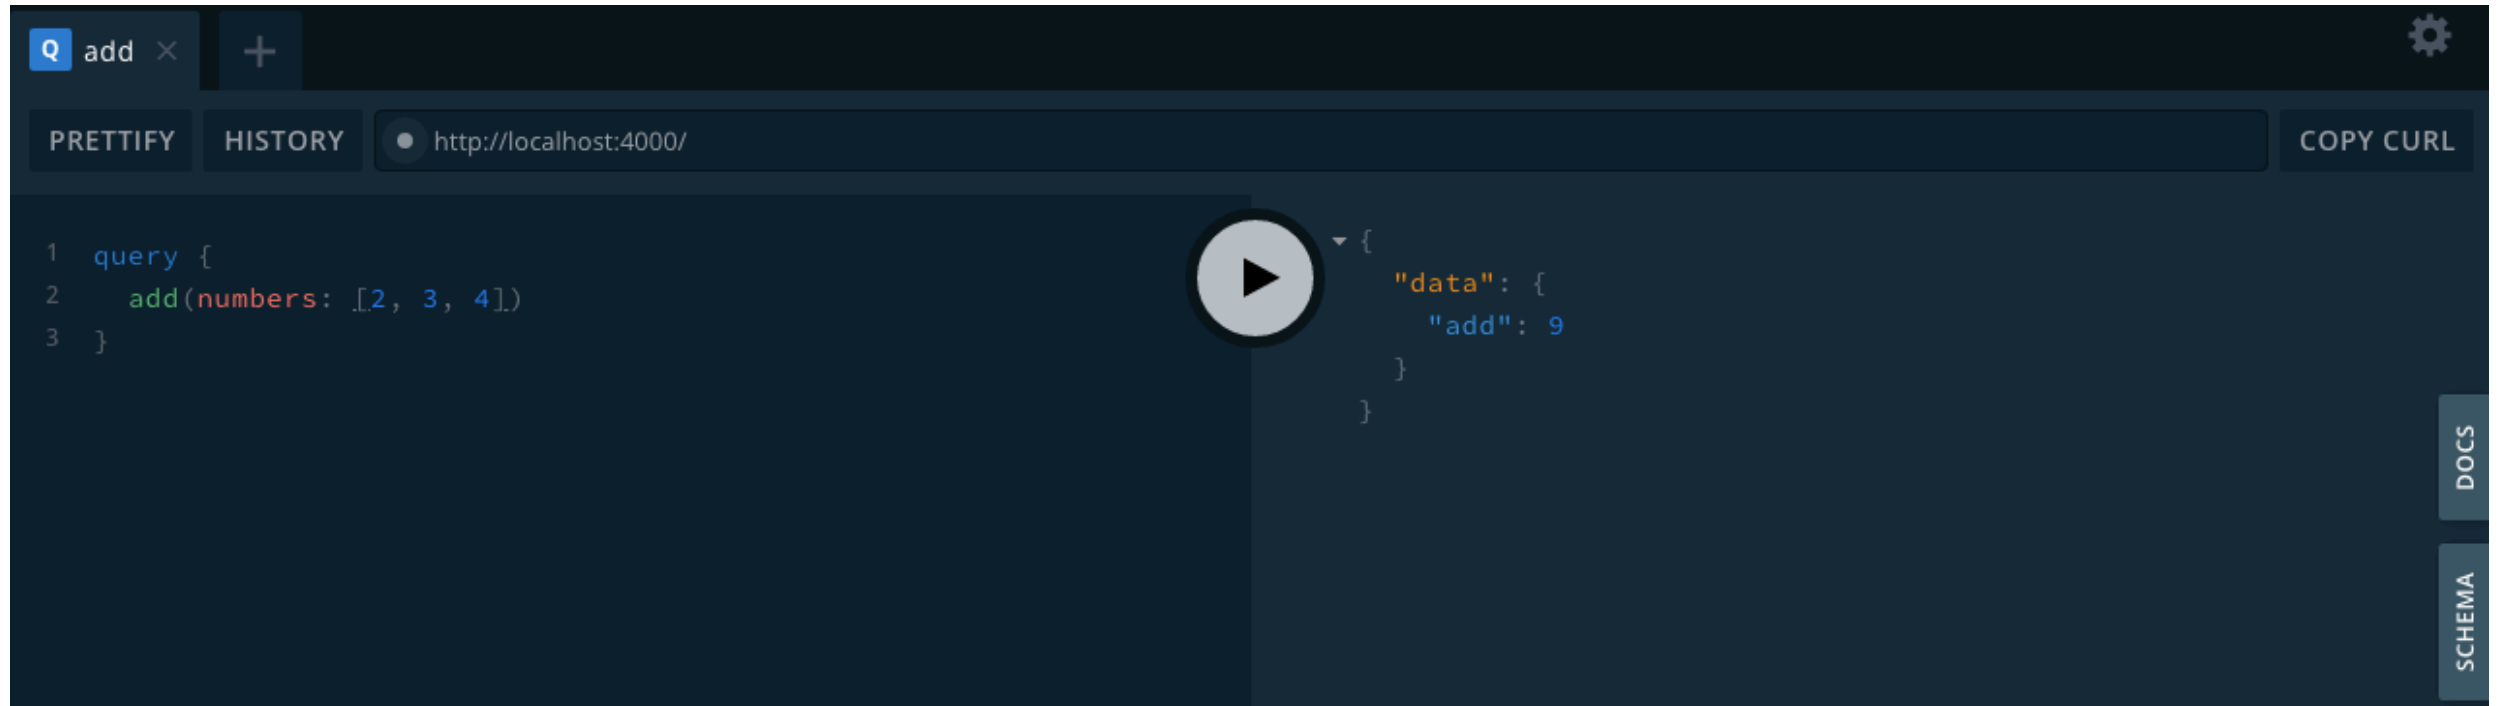 Q add × +
PRETTIFY HISTORY http://localhost:4000/ COPY CURL
1 query {
2   add(numbers: [2, 3, 4])
3 }
{
  "data": {
    "add": 9
  }
}
DOCS
SCHEMA